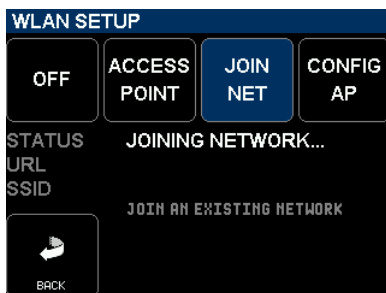 WLAN SETUP
OFF
ACCESS
POINT
JOIN
NET
CONFIG
AP
STATUS JOINING NETWORK...
URL
SSID
JOIN AN EXISTING NETWORK
BACK